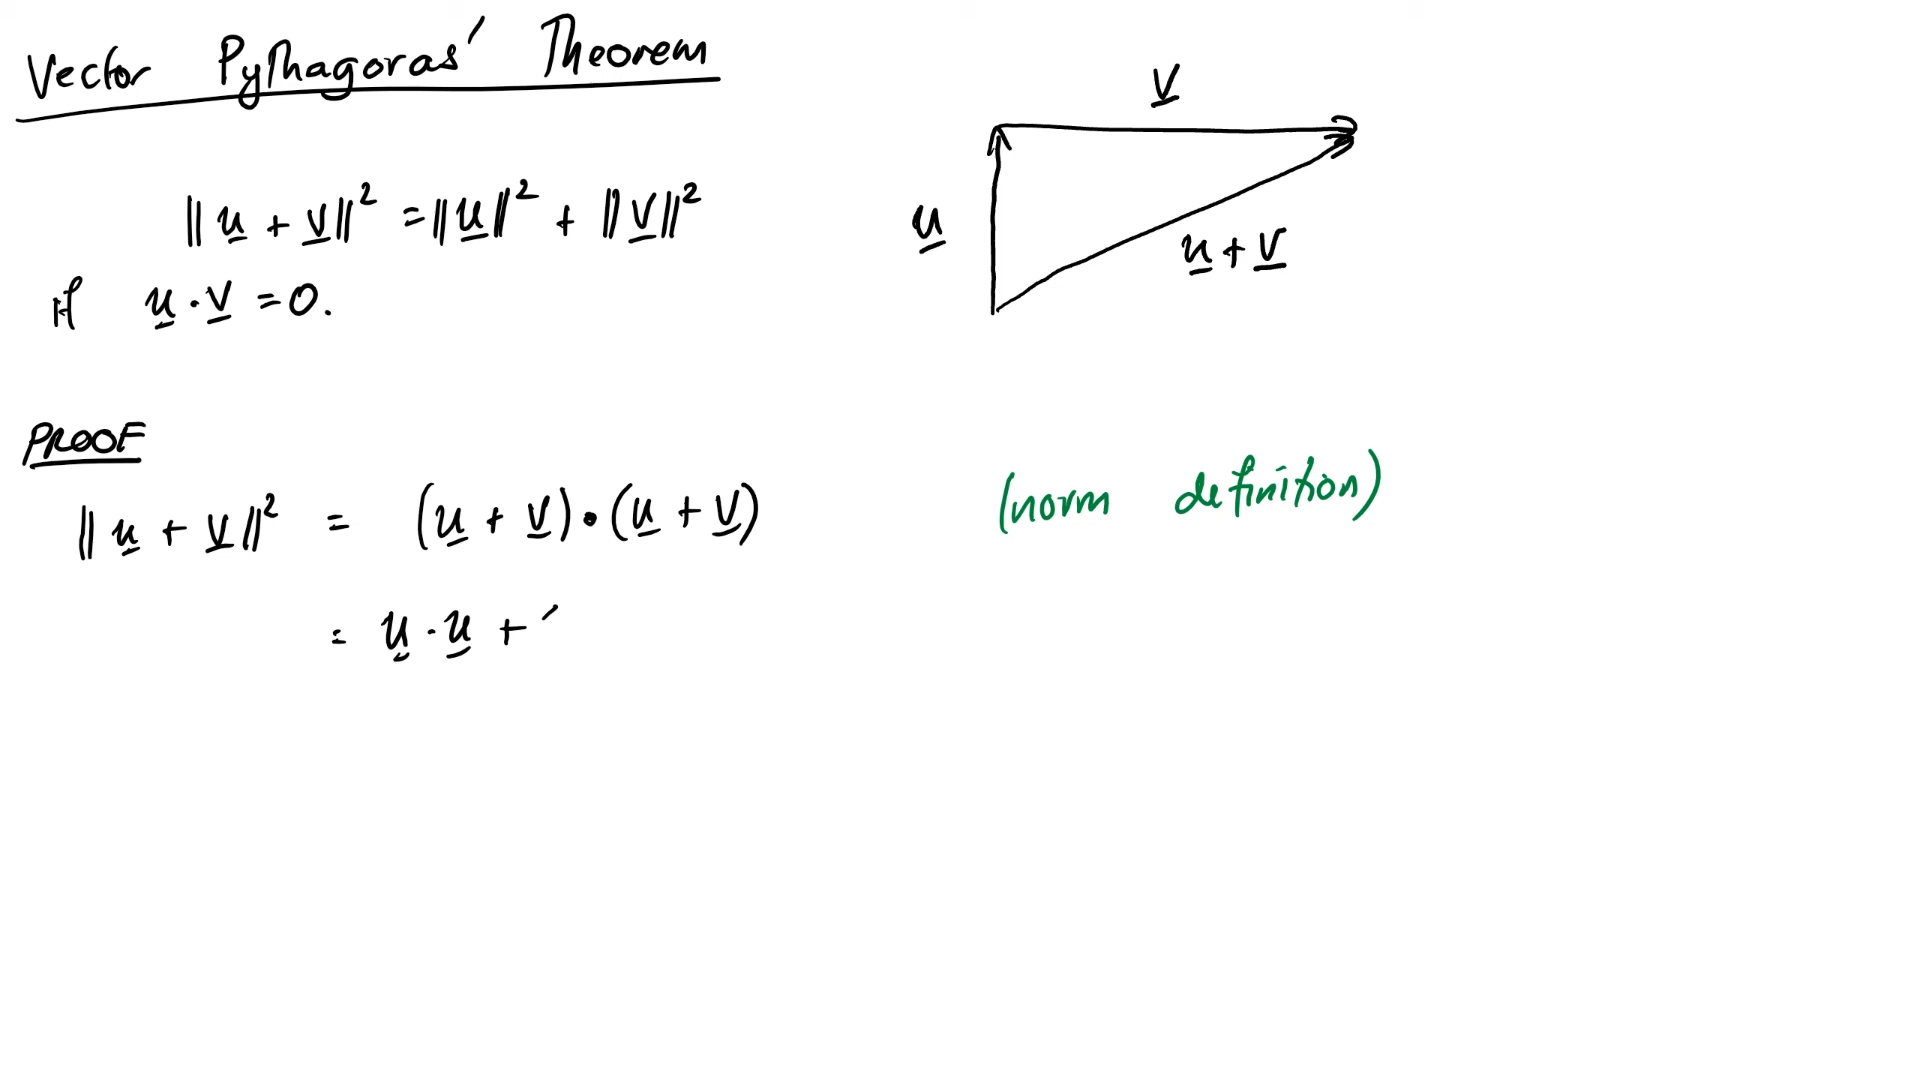 Vector Pythagoras' Theorem
v
‖u + v‖² = ‖u‖² + ‖v‖²
u
u + v
if u · v = 0.
PROOF
‖u + v‖² = (u + v) · (u + v) (norm definition)
= u · u +